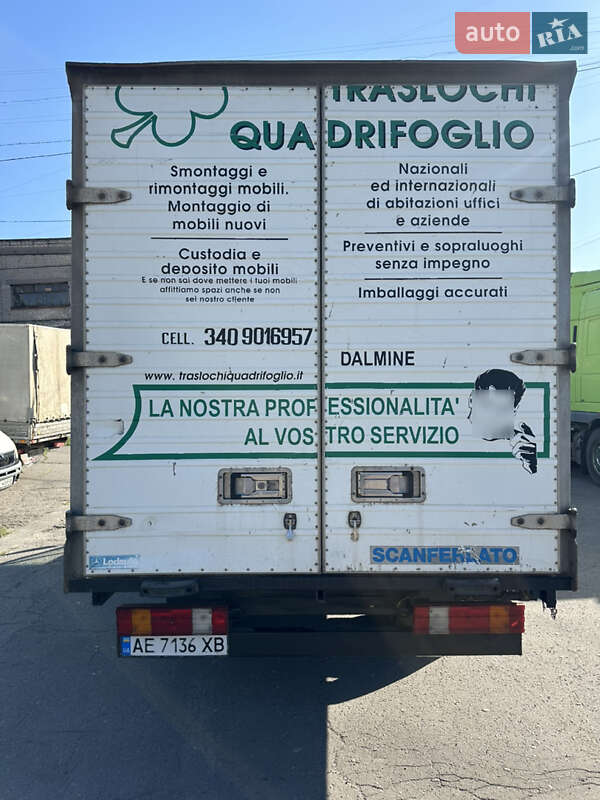 auto RIA .com
TRASLOCHI
QUADRIFOGLIO
Smontaggi e
rimontaggi mobili.
Montaggio di
mobili nuovi
Custodia e
deposito mobili
E se non sai dove mettere i tuoi mobili
affittiamo spazi anche se non
sei nostro cliente
Nazionali
ed internazionali
di abitazioni uffici
e aziende
Preventivi e sopraluoghi
senza impegno
Imballaggi accurati
CELL. 340 9016957
DALMINE
www. traslochiquadrifoglio.it
LA NOSTRA PROFESSIONALITA'
AL VOSTRO SERVIZIO
SCANFERLATO
UA
AE 7136 XB